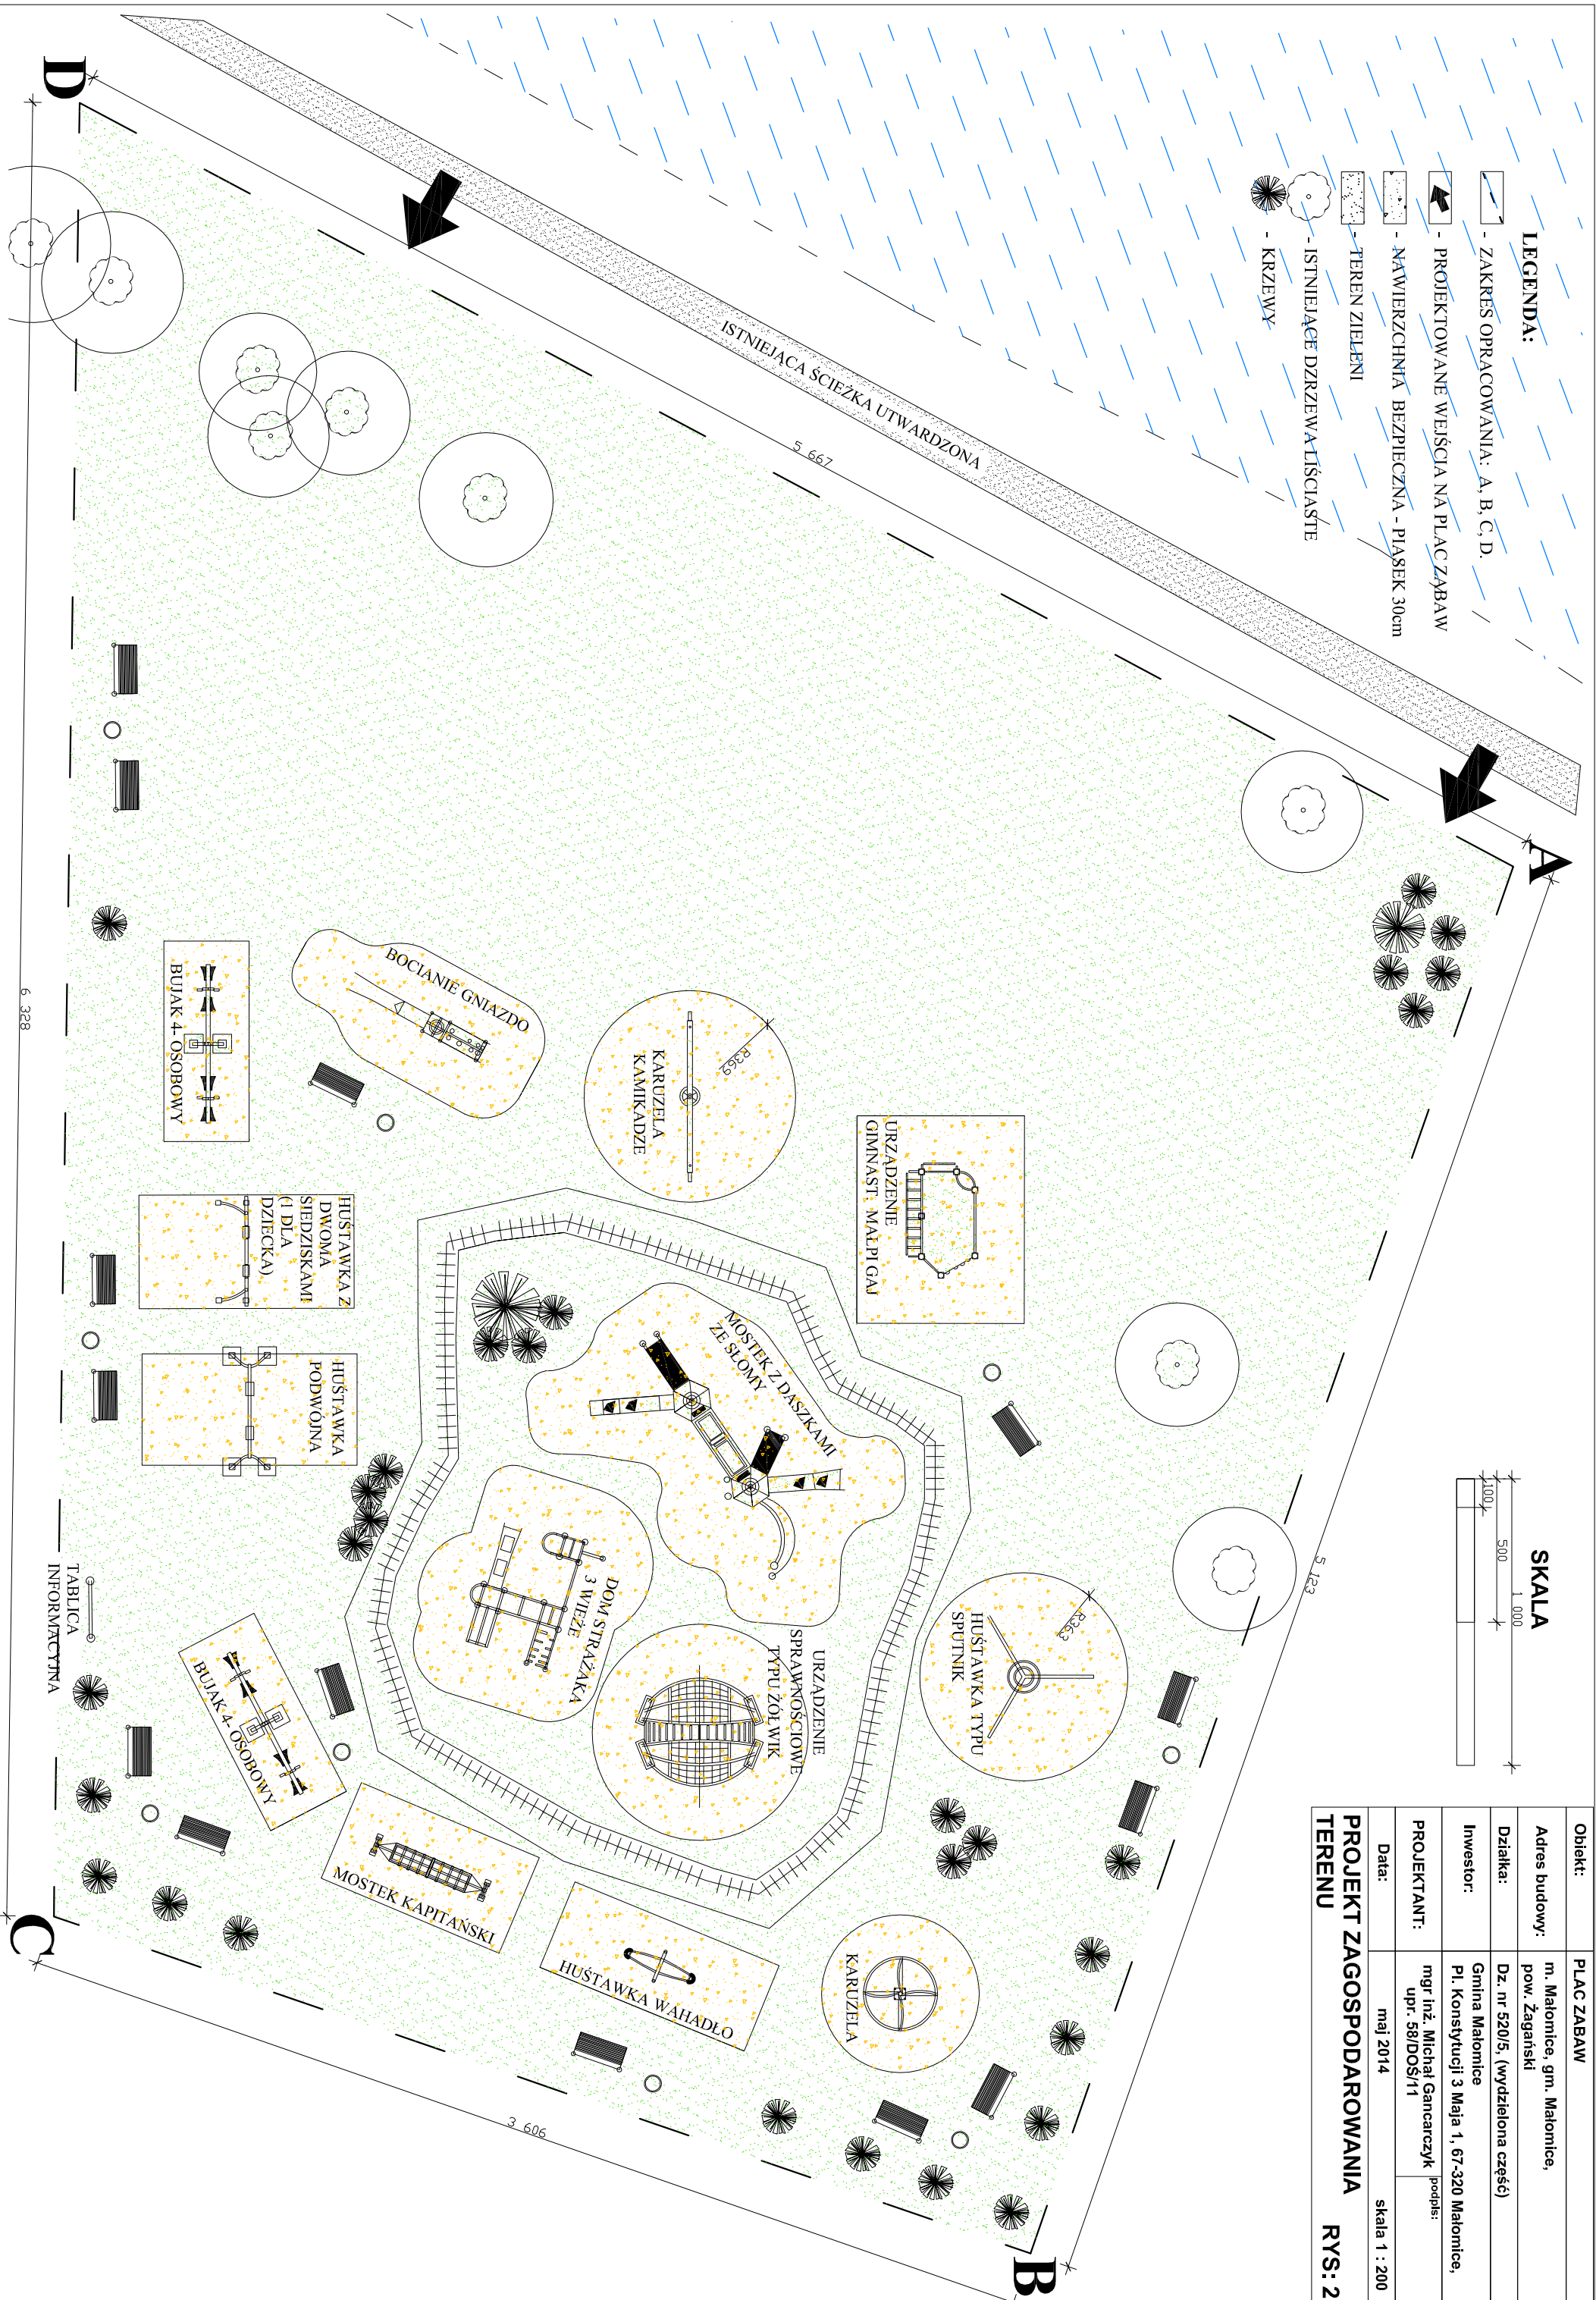 LEGENDA:
- ZAKRES OPRACOWANIA: A, B, C, D.
- PROJEKTOWANE WEJŚCIA NA PLAC ZABAW
- NAWIERZCHNIA BEZPIECZNA - PIASEK 30cm
- TEREN ZIELENI
- ISTNIEJĄCE DZRZEWA LIŚCIASTE
- KRZEWY
SKALA
1 000
500
100
Obiekt:
PLAC ZABAW
Adres budowy:
m. Małomice, gm. Małomice,
pow. Żagański
Działka:
Dz. nr 520/5, (wydzielona część)
Inwestor:
Gmina Małomice
Pl. Konstytucji 3 Maja 1, 67-320 Małomice,
PROJEKTANT:
mgr inż. Michał Gancarczyk
upr. 58/DOŚ/11
podpis:
Data:
maj 2014
skala 1 : 200
PROJEKT ZAGOSPODAROWANIA
TERENU
RYS: 2
A
B
C
D
5 123
3 606
6 328
5 667
ISTNIEJĄCA ŚCIEŻKA UTWARDZONA
URZĄDZENIE
GIMNAST. MAŁPI GAJ
R369
KARUZELA
KAMIKADZE
BOCIANIE GNIAZDO
BUJAK 4- OSOBOWY
HUŚTAWKA Z
DWOMA
SIEDZISKAMI
(1 DLA
DZIECKA)
HUŚTAWKA
PODWÓJNA
MOSTEK Z DASZKAMI
ZE SŁOMY
DOM STRAŻAKA
3 WIEŻE
URZĄDZENIE
SPRAWNOŚCIOWE
TYPU ŻÓŁWIK
R363
HUŚTAWKA TYPU
SPUTNIK
KARUZELA
HUŚTAWKA WAHADŁO
MOSTEK KAPITAŃSKI
BUJAK 4- OSOBOWY
TABLICA
INFORMACYJNA